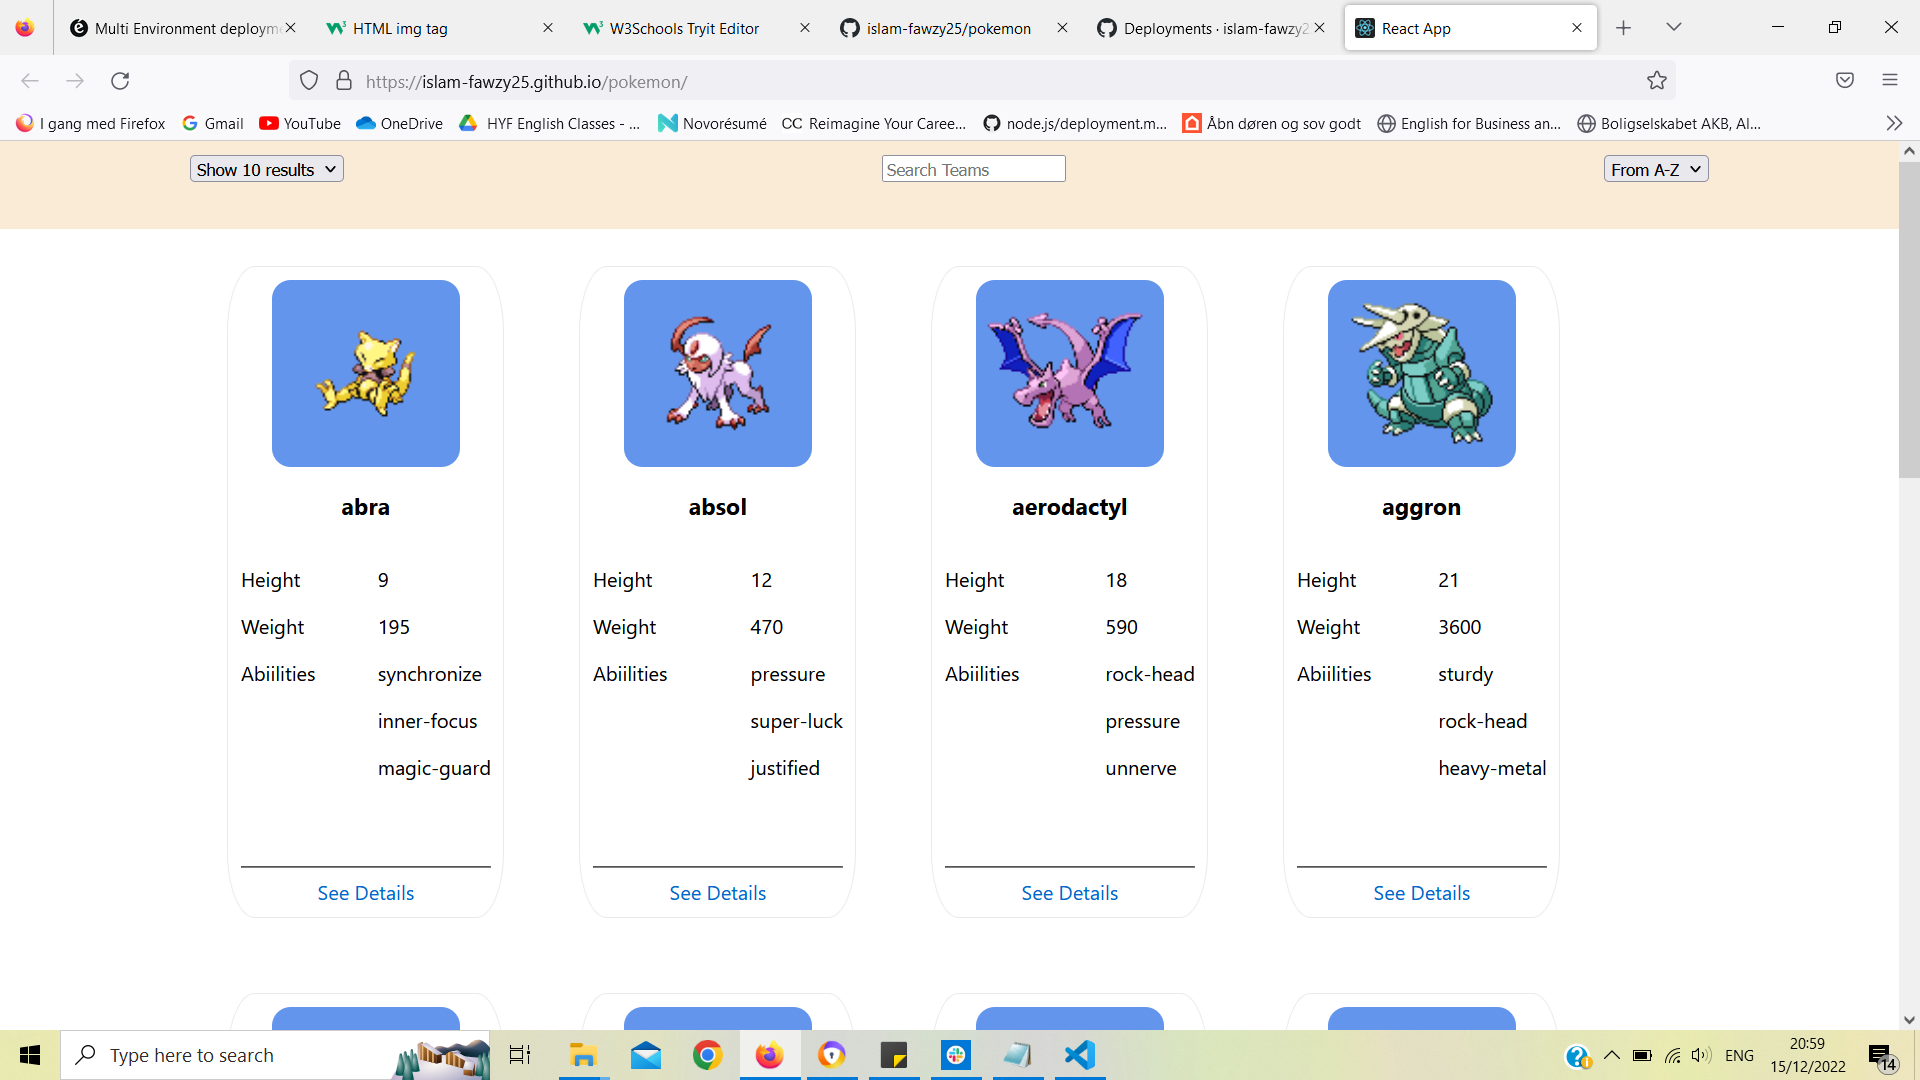 Multi Environment deployme
HTML img tag
W3Schools Tryit Editor
islam-fawzy25/pokemon
Deployments · islam-fawzy2
React App
https://islam-fawzy25.github.io/pokemon/
I gang med Firefox
Gmail
YouTube
OneDrive
HYF English Classes - ...
Novorésumé
CC Reimagine Your Caree...
node.js/deployment.m...
Åbn døren og sov godt
English for Business an...
Boligselskabet AKB, Al...
Show 10 results
Search Teams
From A-Z
abra
Height 9
Weight 195
Abiilities synchronize
inner-focus
magic-guard
See Details
absol
Height 12
Weight 470
Abiilities pressure
super-luck
justified
See Details
aerodactyl
Height 18
Weight 590
Abiilities rock-head
pressure
unnerve
See Details
aggron
Height 21
Weight 3600
Abiilities sturdy
rock-head
heavy-metal
See Details
Type here to search
ENG
20:59
15/12/2022
14